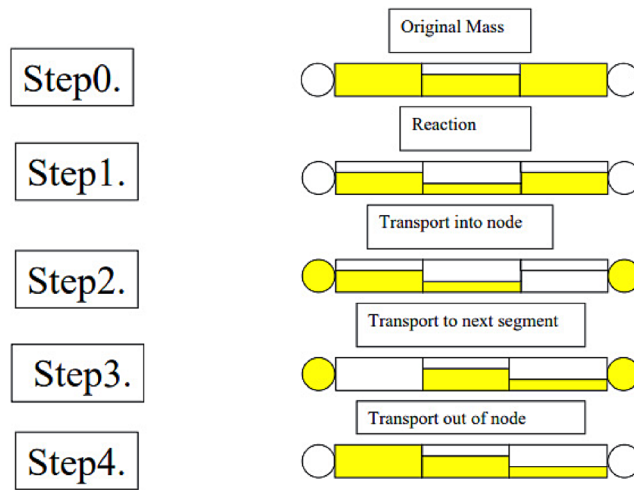 Original Mass
Step0.
Reaction
Step1.
Transport into node
Step2.
Transport to next segment
Step3.
Transport out of node
Step4.